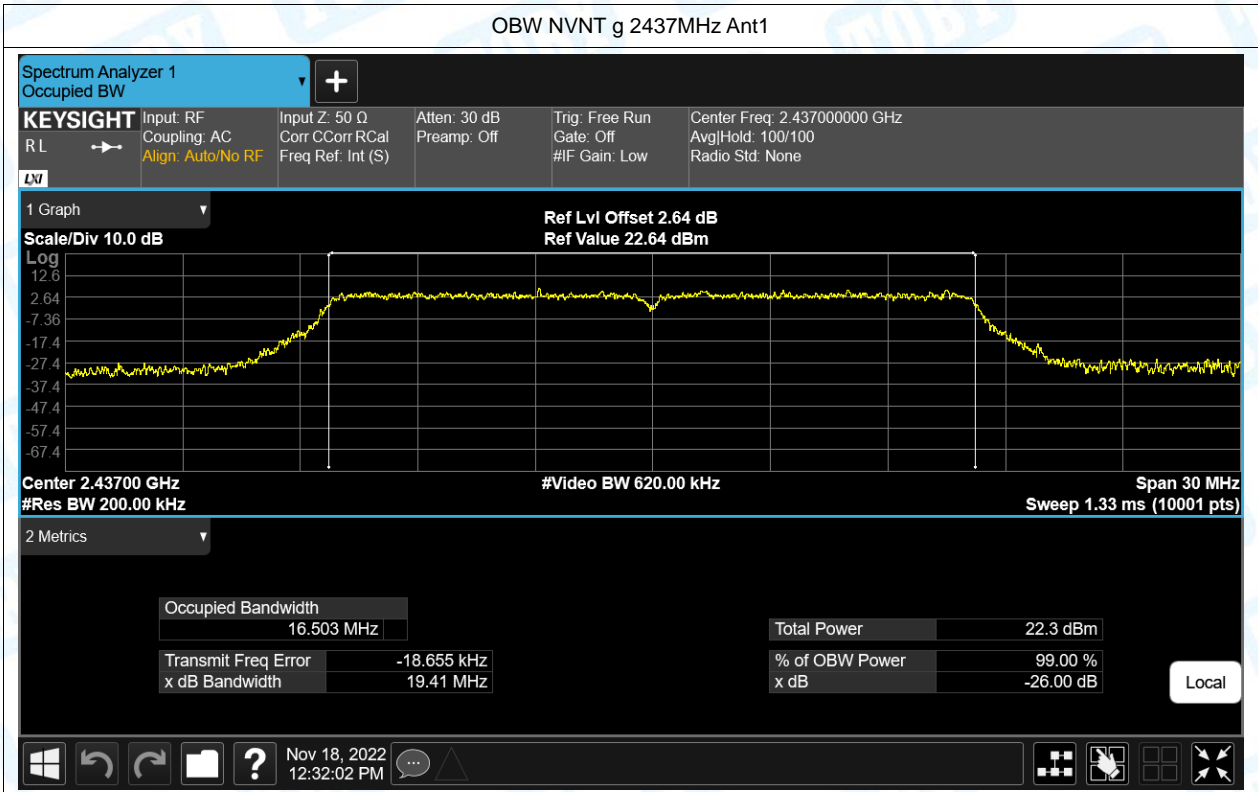 OBW NVNT g 2437MHz Ant1
Spectrum Analyzer 1
Occupied BW
KEYSIGHT
R L
LXI
Input: RF
Coupling: AC
Align: Auto/No RF
Input Z: 50 Ω
Corr CCorr RCal
Freq Ref: Int (S)
Atten: 30 dB
Preamp: Off
Trig: Free Run
Gate: Off
#IF Gain: Low
Center Freq: 2.437000000 GHz
Avg|Hold: 100/100
Radio Std: None
1 Graph
Scale/Div 10.0 dB
Ref Lvl Offset 2.64 dB
Ref Value 22.64 dBm
Log
12.6
2.64
-7.36
-17.4
-27.4
-37.4
-47.4
-57.4
-67.4
Center 2.43700 GHz
#Video BW 620.00 kHz
Span 30 MHz
#Res BW 200.00 kHz
Sweep 1.33 ms (10001 pts)
2 Metrics
Occupied Bandwidth
16.503 MHz
Total Power 22.3 dBm
Transmit Freq Error -18.655 kHz
% of OBW Power 99.00 %
x dB Bandwidth 19.41 MHz
x dB -26.00 dB
Local
?
Nov 18, 2022
12:32:02 PM